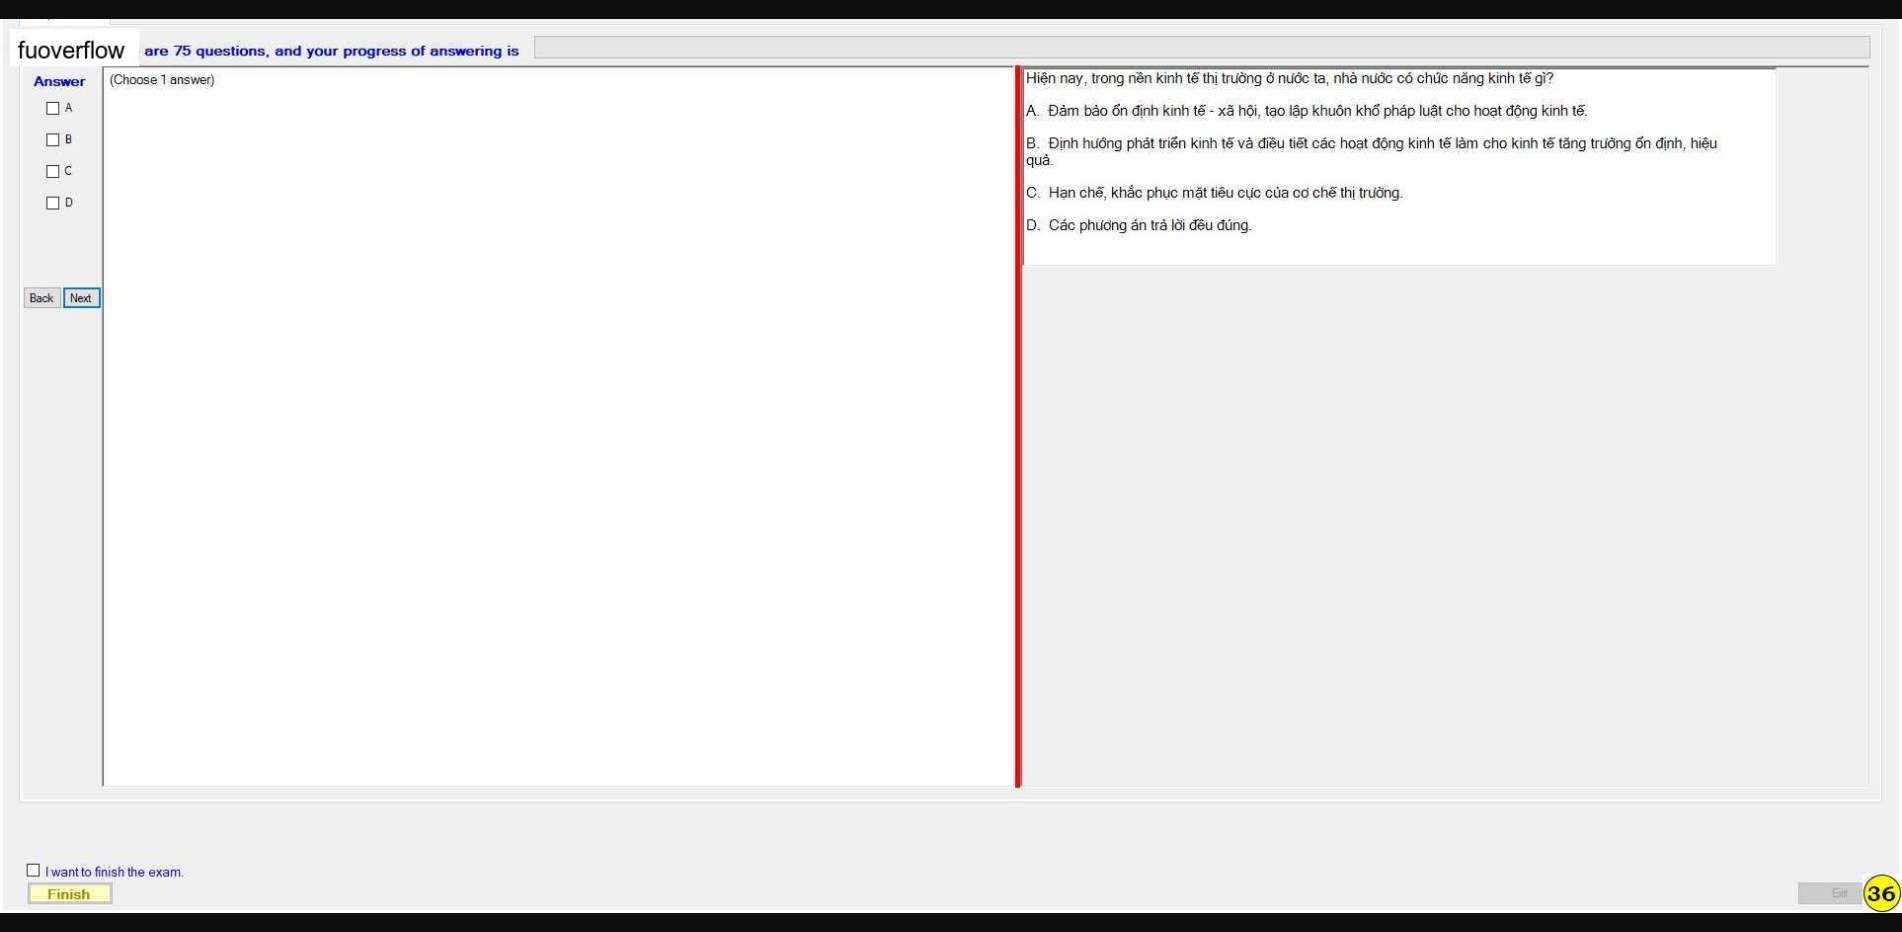 fuoverflow are 75 questions, and your progress of answering is
Answer
(Choose 1 answer)
A
B
C
D
Back Next
Hiện nay, trong nền kinh tế thị trường ở nước ta, nhà nước có chức năng kinh tế gì?
A. Đảm bảo ổn định kinh tế - xã hội, tạo lập khuôn khổ pháp luật cho hoạt động kinh tế.
B. Định hướng phát triển kinh tế và điều tiết các hoạt động kinh tế làm cho kinh tế tăng trưởng ổn định, hiệu
quả.
C. Hạn chế, khắc phục mặt tiêu cực của cơ chế thị trường.
D. Các phương án trả lời đều đúng.
I want to finish the exam.
Finish
Exit
36